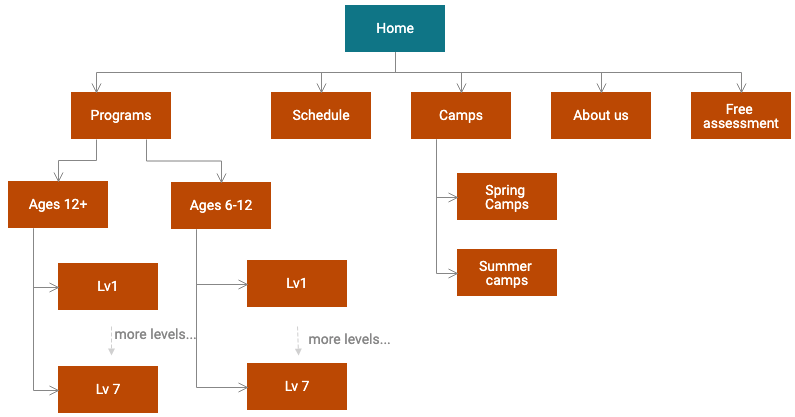 Home
Programs
Schedule
Camps
About us
Free
assessment
Ages 12+
Ages 6-12
Spring
Camps
Summer
camps
Lv1
Lv1
more levels...
more levels...
Lv 7
Lv 7